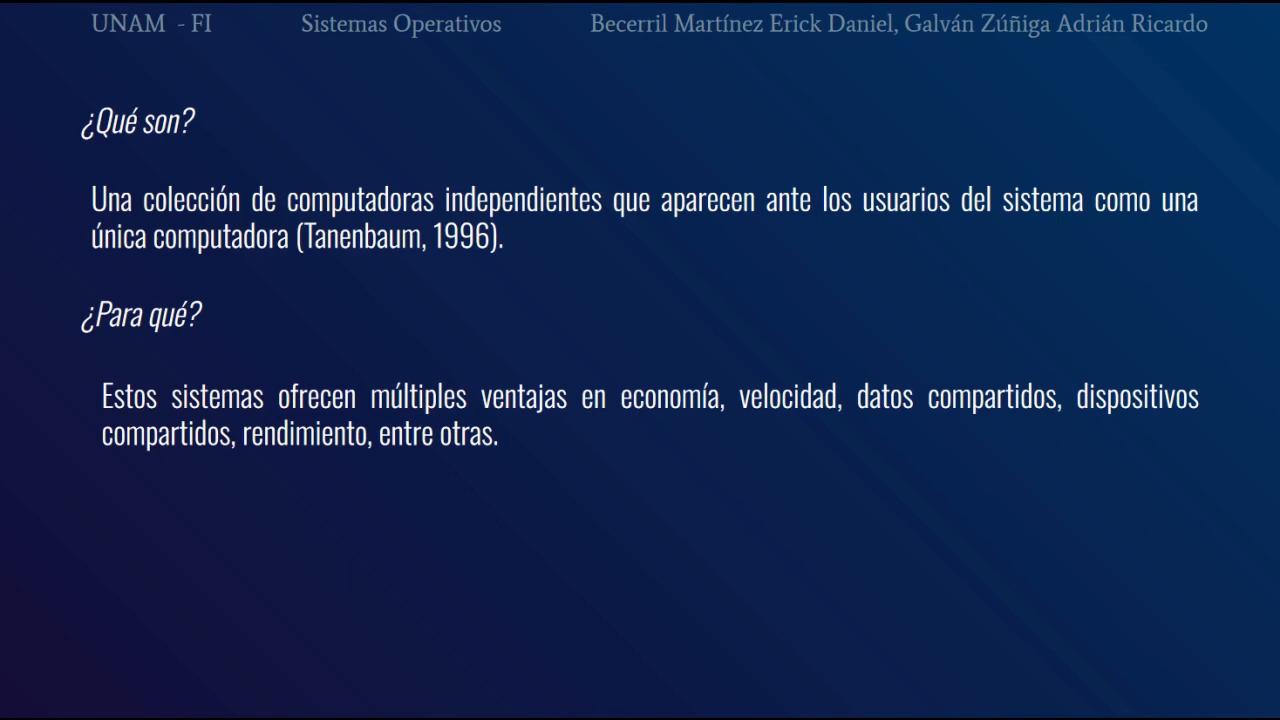 UNAM - FI Sistemas Operativos Becerril Martínez Erick Daniel, Galván Zúñiga Adrián Ricardo
¿Qué son?
Una colección de computadoras independientes que aparecen ante los usuarios del sistema como una
única computadora (Tanenbaum, 1996).
¿Para qué?
Estos sistemas ofrecen múltiples ventajas en economía, velocidad, datos compartidos, dispositivos
compartidos, rendimiento, entre otras.